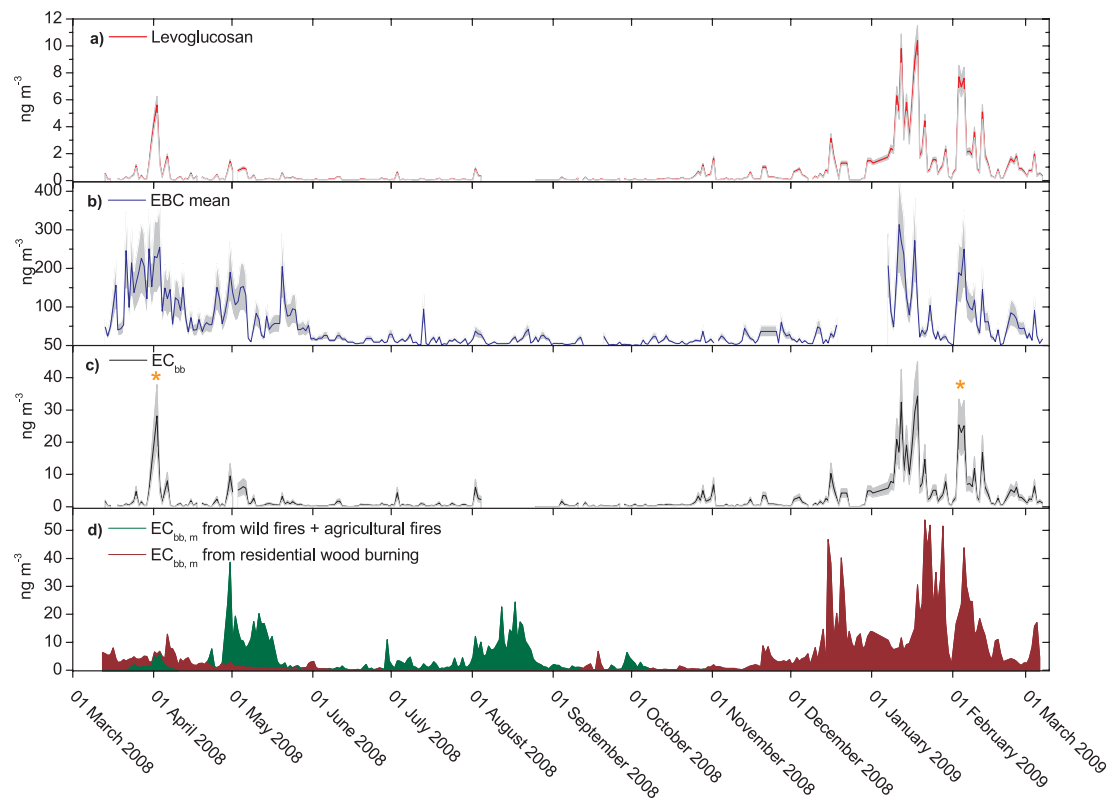 a) Levoglucosan
12
10
8
6
4
2
0
ng m⁻³
b) EBC mean
400
300
200
100
50
ng m⁻³
c) EC_bb
40
30
20
10
0
ng m⁻³
*
*
d) EC_bb, m from wild fires + agricultural fires
EC_bb, m from residential wood burning
50
40
30
20
10
0
ng m⁻³
01 March 2008
01 April 2008
01 May 2008
01 June 2008
01 July 2008
01 August 2008
01 September 2008
01 October 2008
01 November 2008
01 December 2008
01 January 2009
01 February 2009
01 March 2009